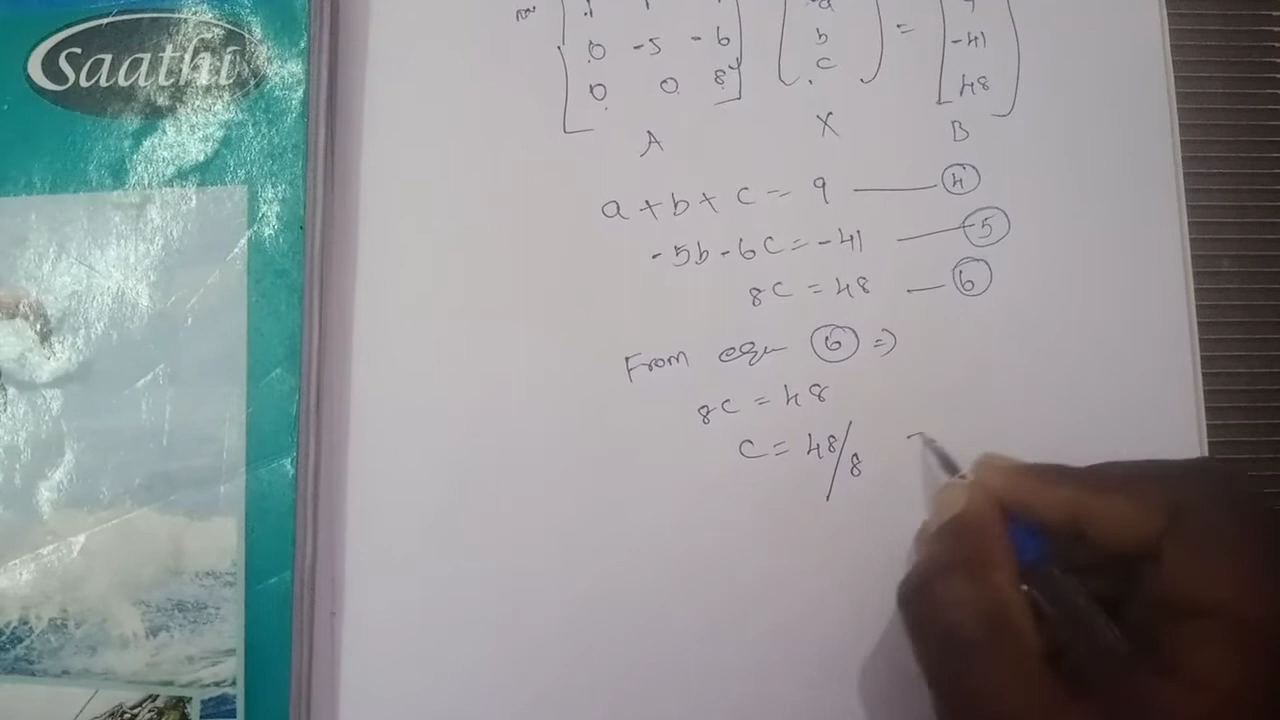 Saathi
0 -5 -6 b = -41
0 0 8 c 48
A X B
a + b + c = 9 — 4
-5b - 6c = -41 — 5
8c = 48 — 6
From eqn 6 =>
8c = 48
c = 48/8